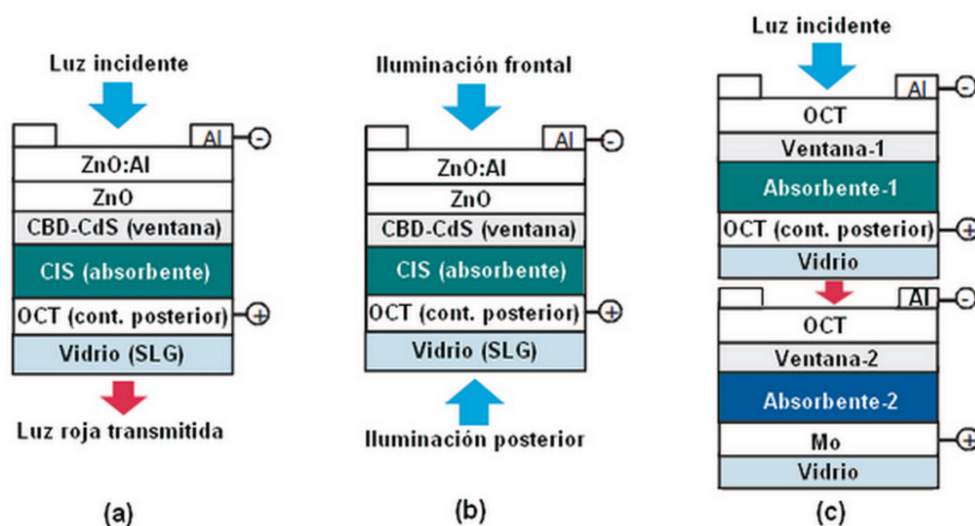 Luz incidente
Al -
ZnO:Al
ZnO
CBD-CdS (ventana)
CIS (absorbente)
OCT (cont. posterior) +
Vidrio (SLG)
Luz roja transmitida
(a)
Iluminación frontal
Al -
ZnO:Al
ZnO
CBD-CdS (ventana)
CIS (absorbente)
OCT (cont. posterior) +
Vidrio (SLG)
Iluminación posterior
(b)
Luz incidente
Al -
OCT
Ventana-1
Absorbente-1
OCT (cont. posterior) +
Vidrio
Al -
OCT
Ventana-2
Absorbente-2
Mo +
Vidrio
(c)